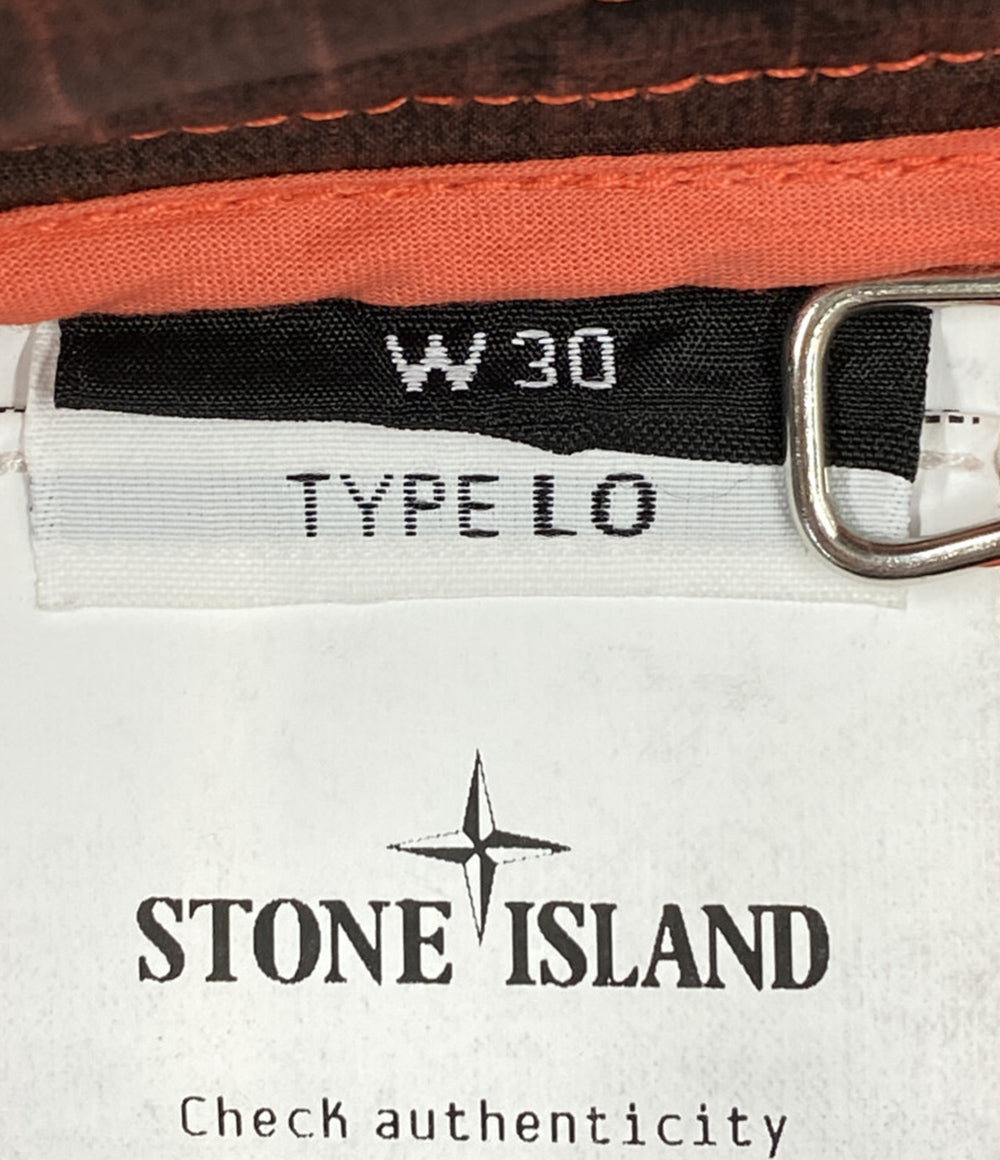 W 30
TYPE LO
STONE ISLAND
Check authenticity